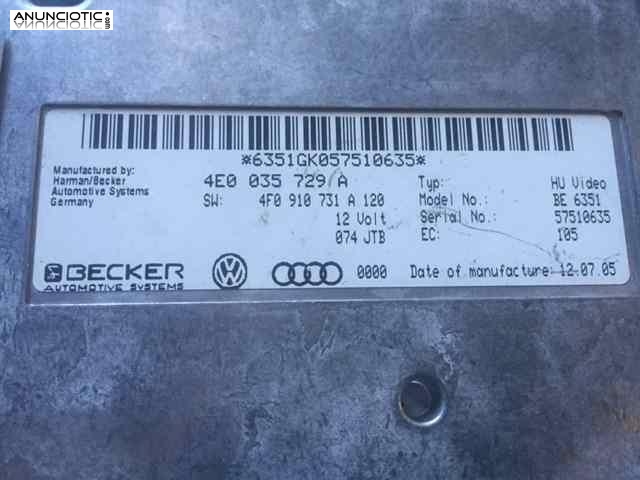 ANUNCIOTIC.com
*6351GK057510635*
Manufactured by:
Harman/Becker
Automotive Systems
Germany
4E0 035 729 A
SW: 4F0 910 731 A 120
12 Volt
074 JTB
Typ: HU Video
Model No.: BE 6351
Serial No.: 57510635
EC: 105
BECKER
AUTOMOTIVE SYSTEMS
0000
Date of manufacture: 12.07.05